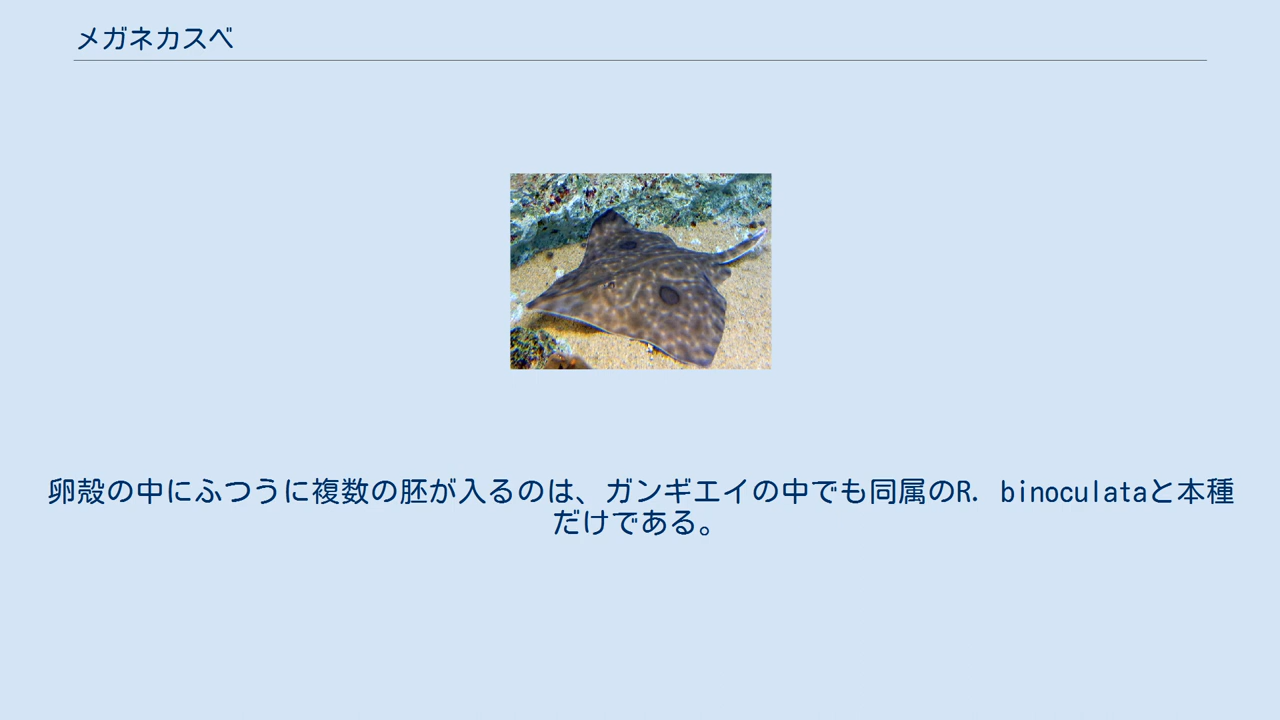 メガネカスベ
卵殻の中にふつうに複数の胚が入るのは、ガンギエイの中でも同属のR. binoculataと本種
だけである。